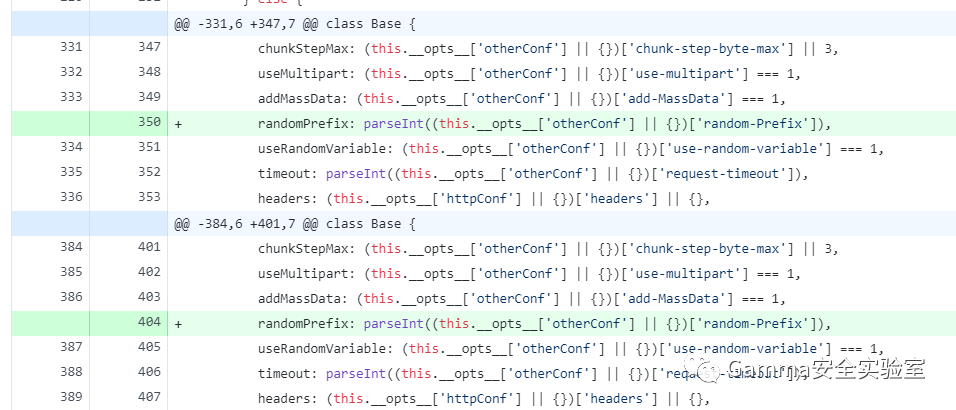 } else {
@@ -331,6 +347,7 @@ class Base {
331 347 chunkStepMax: (this.__opts__['otherConf'] || {})['chunk-step-byte-max'] || 3,
332 348 useMultipart: (this.__opts__['otherConf'] || {})['use-multipart'] === 1,
333 349 addMassData: (this.__opts__['otherConf'] || {})['add-MassData'] === 1,
350 + randomPrefix: parseInt((this.__opts__['otherConf'] || {})['random-Prefix']),
334 351 useRandomVariable: (this.__opts__['otherConf'] || {})['use-random-variable'] === 1,
335 352 timeout: parseInt((this.__opts__['otherConf'] || {})['request-timeout']),
336 353 headers: (this.__opts__['httpConf'] || {})['headers'] || {},
@@ -384,6 +401,7 @@ class Base {
384 401 chunkStepMax: (this.__opts__['otherConf'] || {})['chunk-step-byte-max'] || 3,
385 402 useMultipart: (this.__opts__['otherConf'] || {})['use-multipart'] === 1,
386 403 addMassData: (this.__opts__['otherConf'] || {})['add-MassData'] === 1,
404 + randomPrefix: parseInt((this.__opts__['otherConf'] || {})['random-Prefix']),
387 405 useRandomVariable: (this.__opts__['otherConf'] || {})['use-random-variable'] === 1,
388 406 timeout: parseInt((this.__opts__['otherConf'] || {})['request-timeout']),
Gamma安全实验室
389 407 headers: (this.__opts__['httpConf'] || {})['headers'] || {},